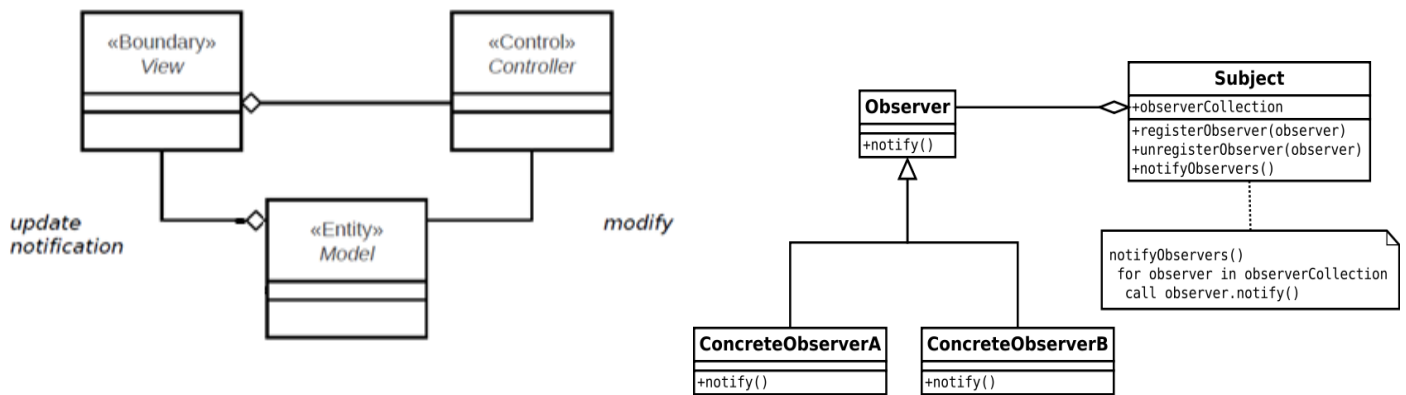 «Boundary»
View
«Control»
Controller
update
notification
«Entity»
Model
modify
Observer
+notify()
Subject
+observerCollection
+registerObserver(observer)
+unregisterObserver(observer)
+notifyObservers()
notifyObservers()
for observer in observerCollection
call observer.notify()
ConcreteObserverA
+notify()
ConcreteObserverB
+notify()